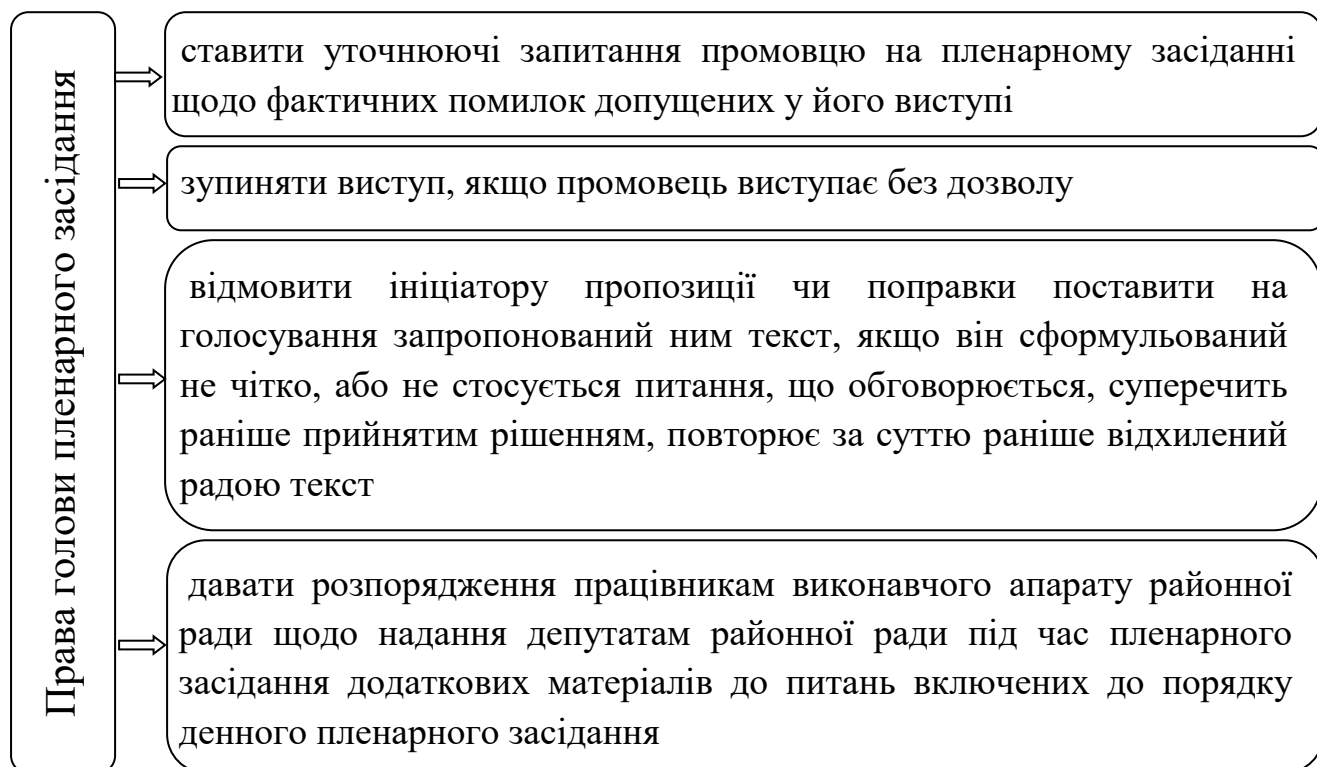 Права голови пленарного засідання
ставити уточнюючі запитання промовцю на пленарному засіданні
щодо фактичних помилок допущених у його виступі
зупиняти виступ, якщо промовець виступає без дозволу
відмовити ініціатору пропозиції чи поправки поставити на
голосування запропонований ним текст, якщо він сформульований
не чітко, або не стосується питання, що обговорюється, суперечить
раніше прийнятим рішенням, повторює за суттю раніше відхилений
радою текст
давати розпорядження працівникам виконавчого апарату районної
ради щодо надання депутатам районної ради під час пленарного
засідання додаткових матеріалів до питань включених до порядку
денного пленарного засідання